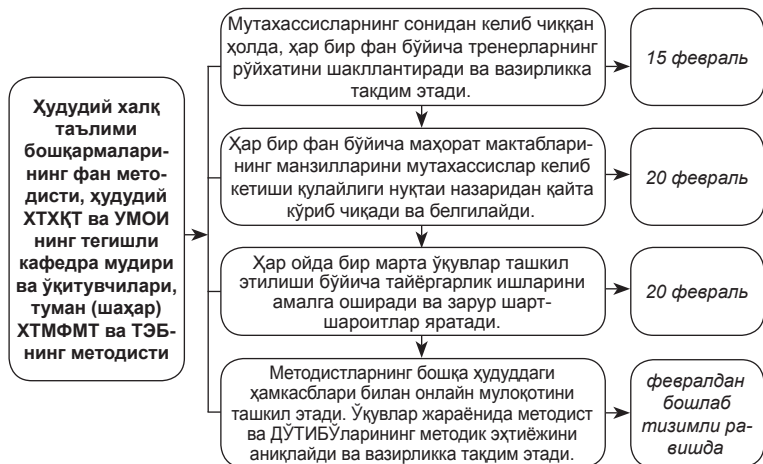 Ҳудудий халқ
таълими
бошқармалари-
нинг фан мето-
дисти, ҳудудий
ХТХҚТ ва УМОИ
нинг тегишли
кафедра мудири
ва ўқитувчилари,
туман (шаҳар)
ХТМФМТ ва ТЭБ-
нинг методисти
Мутахассисларнинг сонидан келиб чиққан
ҳолда, ҳар бир фан бўйича тренерларнинг
рўйхатини шакллантиради ва вазирликка
такдим этади.
15 февраль
Ҳар бир фан бўйича маҳорат мактаблари-
нинг манзилларини мутахассислар келиб
кетиши қулайлиги нуқтаи назаридан қайта
кўриб чиқади ва белгилайди.
20 февраль
Ҳар ойда бир марта ўқувлар ташкил
этилиши бўйича тайёргарлик ишларини
амалга оширади ва зарур шарт-
шароитлар яратади.
20 февраль
Методистларнинг бошқа ҳудуддаги
ҳамкасблари билан онлайн мулоқотини
ташкил этади. Ўқувлар жараёнида методист
ва ДЎТИБЎларининг методик эҳтиёжини
аниқлайди ва вазирликка тақдим этади.
февралдан
бошлаб
тизимли ра-
вишда